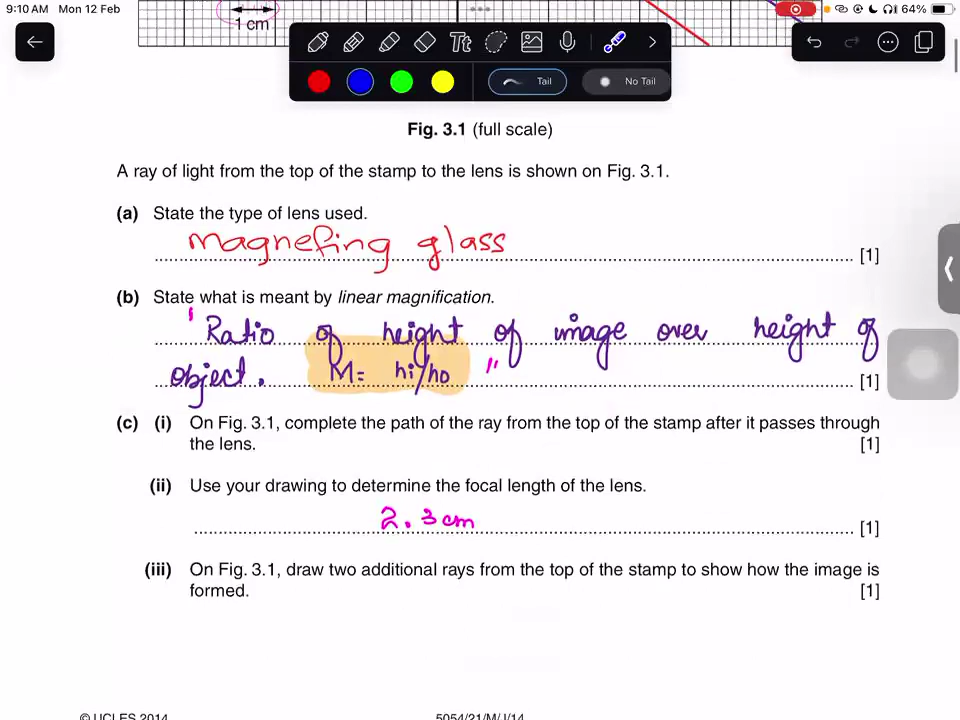 9:10 AM Mon 12 Feb 64%
1 cm
Tt Tail No Tail
Fig. 3.1 (full scale)
A ray of light from the top of the stamp to the lens is shown on Fig. 3.1.
(a) State the type of lens used.
magnefing glass [1]
(b) State what is meant by linear magnification.
" Ratio of height of image over height of
object. M= hi/ho " [1]
(c) (i) On Fig. 3.1, complete the path of the ray from the top of the stamp after it passes through
the lens. [1]
(ii) Use your drawing to determine the focal length of the lens.
2.3 cm [1]
(iii) On Fig. 3.1, draw two additional rays from the top of the stamp to show how the image is
formed. [1]
© UCLES 2014 5054/21/M/J/14